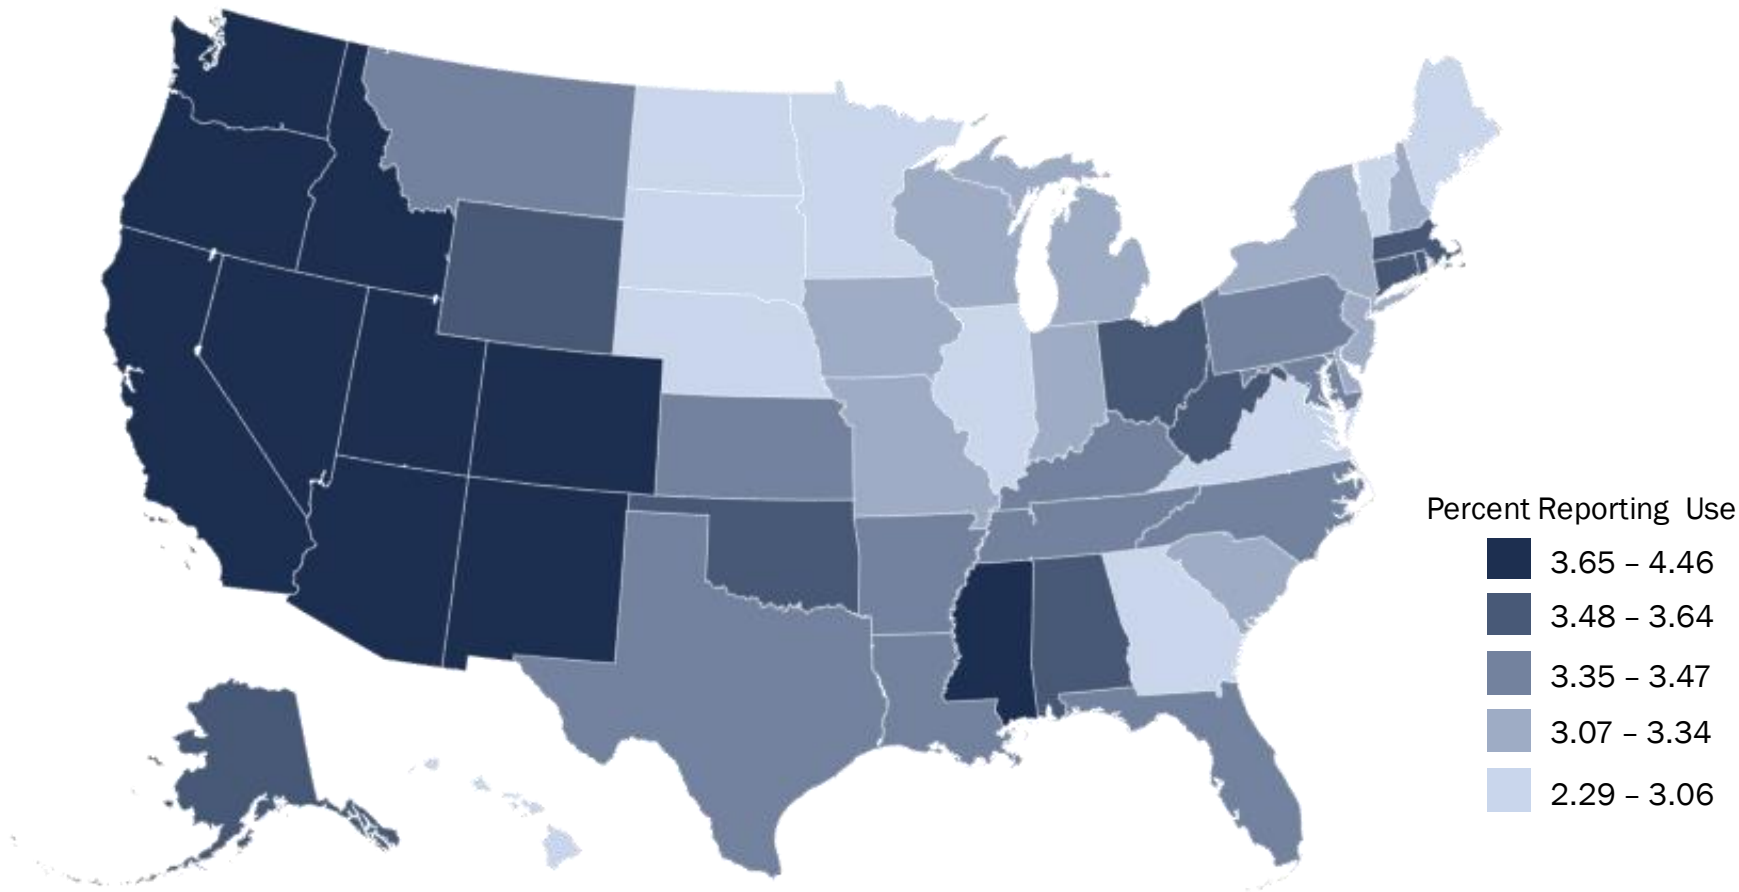 Percent Reporting Use
3.65 – 4.46
3.48 – 3.64
3.35 – 3.47
3.07 – 3.34
2.29 – 3.06